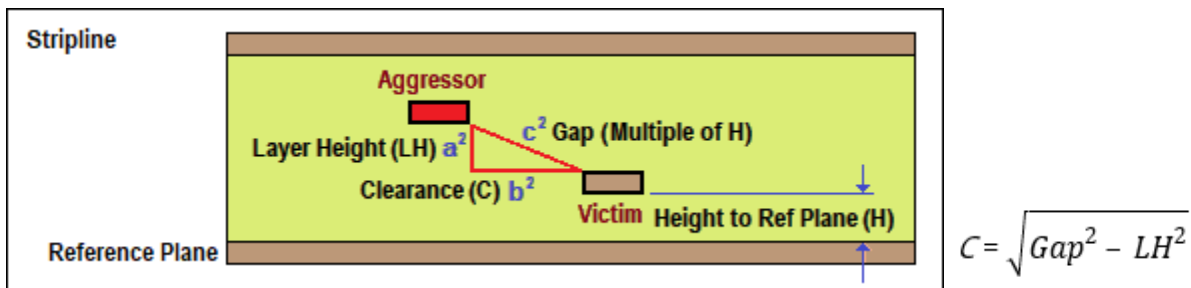 Stripline
Aggressor
c² Gap (Multiple of H)
Layer Height (LH) a²
Clearance (C) b²
Victim
Height to Ref Plane (H)
Reference Plane
C = √Gap² – LH²